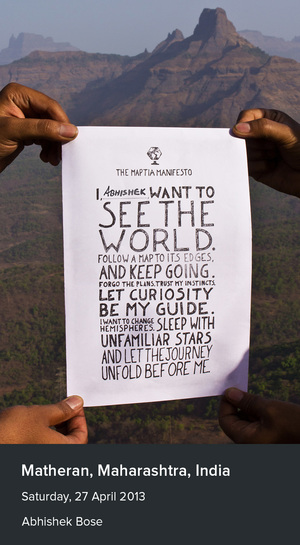 THE MAPTIA MANIFESTO
I, ABHISHEK WANT TO
SEE THE
WORLD.
FOLLOW A MAP TO ITS EDGES,
AND KEEP GOING.
FORGO THE PLANS. TRUST MY INSTINCTS.
LET CURIOSITY
BE MY GUIDE.
I WANT TO CHANGE
HEMISPHERES. SLEEP WITH
UNFAMILIAR STARS
AND LET THE JOURNEY
UNFOLD BEFORE ME.
Matheran, Maharashtra, India
Saturday, 27 April 2013
Abhishek Bose